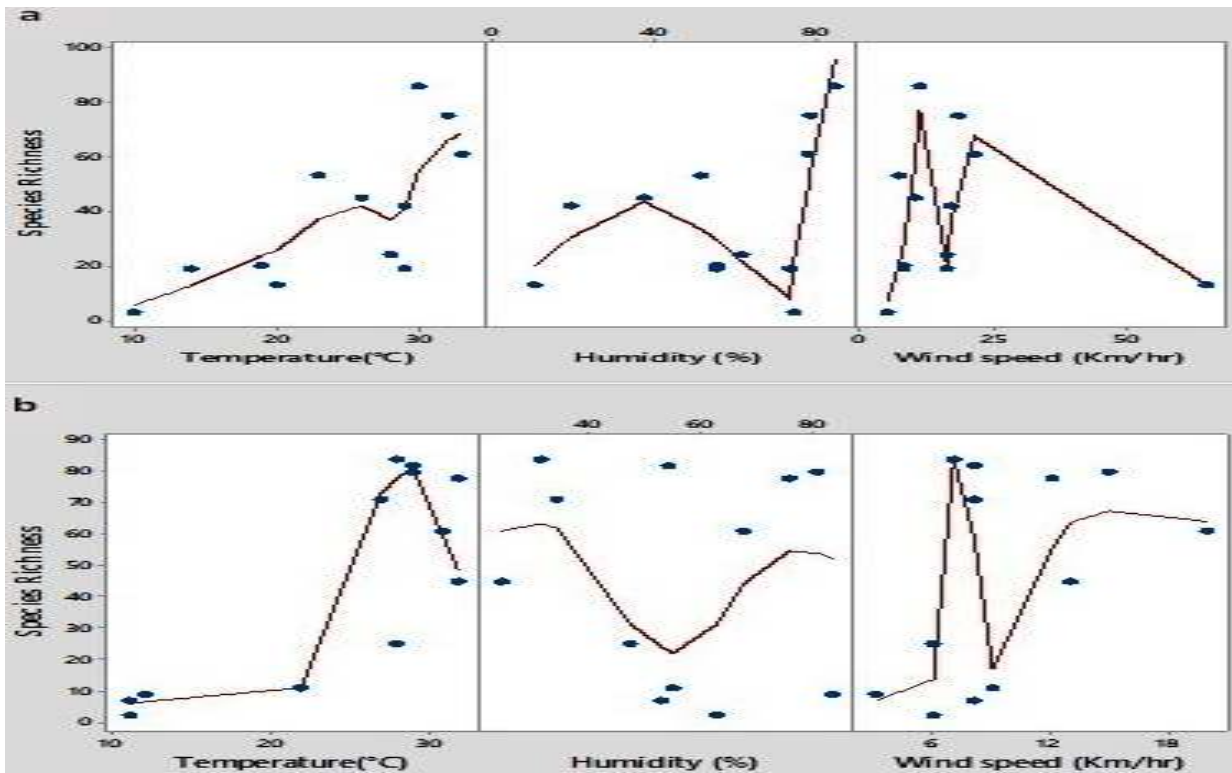 a)
0 40 80
100
80
60
40
20
0
Species Richness
10 20 30 0 25 50
Temperature(°C) Humidity (%) Wind speed (Km/hr)
b
40 60 80
90
80
70
60
50
40
30
20
10
0
Species Richness
10 20 30 6 12 18
Temperature(°C) Humidity (%) Wind speed (Km/hr)